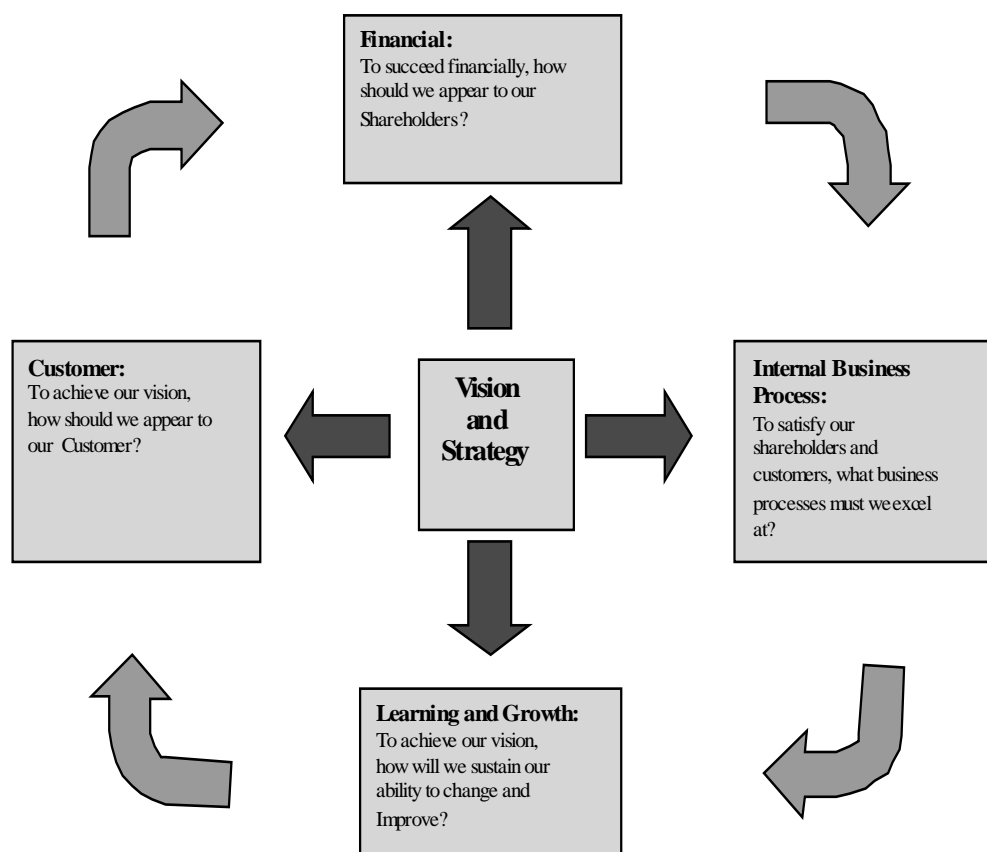 Financial:
To succeed financially, how
should we appear to our
Shareholders?
Customer:
To achieve our vision,
how should we appear to
our Customer?
Vision
and
Strategy
Internal Business
Process:
To satisfy our
shareholders and
customers, what business
processes must we excel
at?
Learning and Growth:
To achieve our vision,
how will we sustain our
ability to change and
Improve?